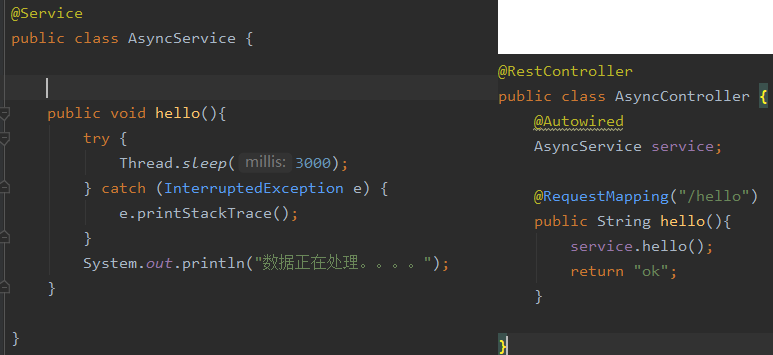 @Service
public class AsyncService {
public void hello(){
try {
Thread.sleep( millis: 3000);
} catch (InterruptedException e) {
e.printStackTrace();
}
System.out.println("数据正在处理。。。。");
}
}
@RestController
public class AsyncController {
@Autowired
AsyncService service;
@RequestMapping("/hello")
public String hello(){
service.hello();
return "ok";
}
}